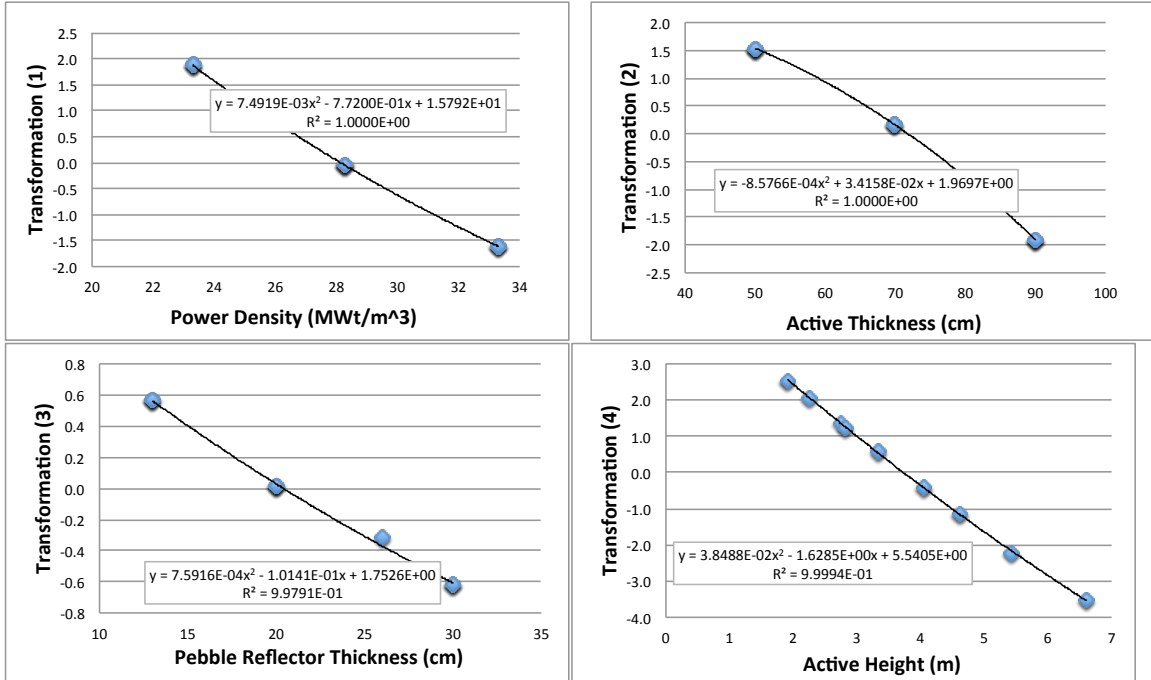 Transformation (1)
2.5
2.0
1.5
1.0
0.5
0.0
-0.5
-1.0
-1.5
-2.0
y = 7.4919E-03x² - 7.7200E-01x + 1.5792E+01
R² = 1.0000E+00
20 22 24 26 28 30 32 34
Power Density (MWt/m^3)
Transformation (2)
2.0
1.5
1.0
0.5
0.0
-0.5
-1.0
-1.5
-2.0
-2.5
y = -8.5766E-04x² + 3.4158E-02x + 1.9697E+00
R² = 1.0000E+00
40 50 60 70 80 90 100
Active Thickness (cm)
Transformation (3)
0.8
0.6
0.4
0.2
0.0
-0.2
-0.4
-0.6
-0.8
y = 7.5916E-04x² - 1.0141E-01x + 1.7526E+00
R² = 9.9791E-01
10 15 20 25 30 35
Pebble Reflector Thickness (cm)
Transformation (4)
3.0
2.0
1.0
0.0
-1.0
-2.0
-3.0
-4.0
y = 3.8488E-02x² - 1.6285E+00x + 5.5405E+00
R² = 9.9994E-01
0 1 2 3 4 5 6 7
Active Height (m)